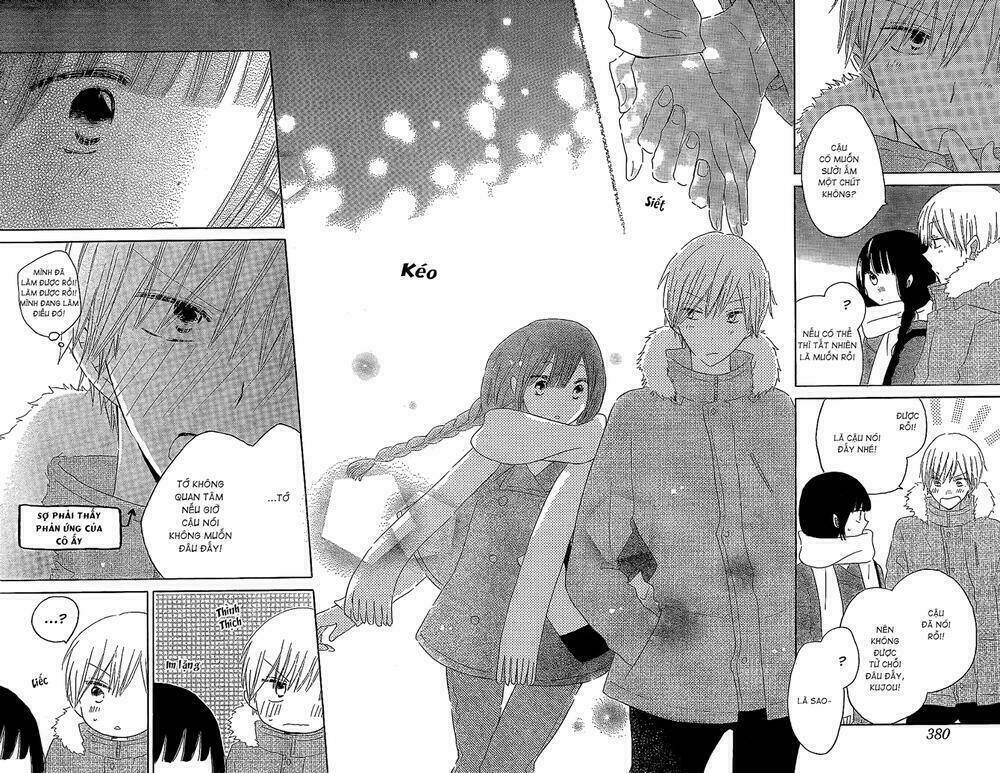 CẬU
CÓ MUỐN
SƯỞI ẤM
MỘT CHÚT
KHÔNG?
?
NẾU CÓ THỂ
THÌ TẤT NHIÊN
LÀ MUỐN RỒI
ĐƯỢC
RỒI!
LÀ CẬU NÓI
ĐẤY NHÉ!
CẬU
ĐÃ NÓI
RỒI!
NÊN
KHÔNG
ĐƯỢC
TỪ CHỐI
ĐÂU ĐẤY,
KUJOU!
?
LÀ SAO-
380
Siết
Kéo
MÌNH ĐÃ
LÀM ĐƯỢC RỒI!
LÀM ĐƯỢC RỒI!
MÌNH ĐANG LÀM
ĐIỀU ĐÓ!
...TỚ
TỚ KHÔNG
QUAN TÂM
NẾU GIỜ
CẬU NÓI
KHÔNG MUỐN
ĐÂU ĐẤY!
SỢ PHẢI THẤY
PHẢN ỨNG CỦA
CÔ ẤY
Thình
Thịch
Im lặng
...?
Liếc